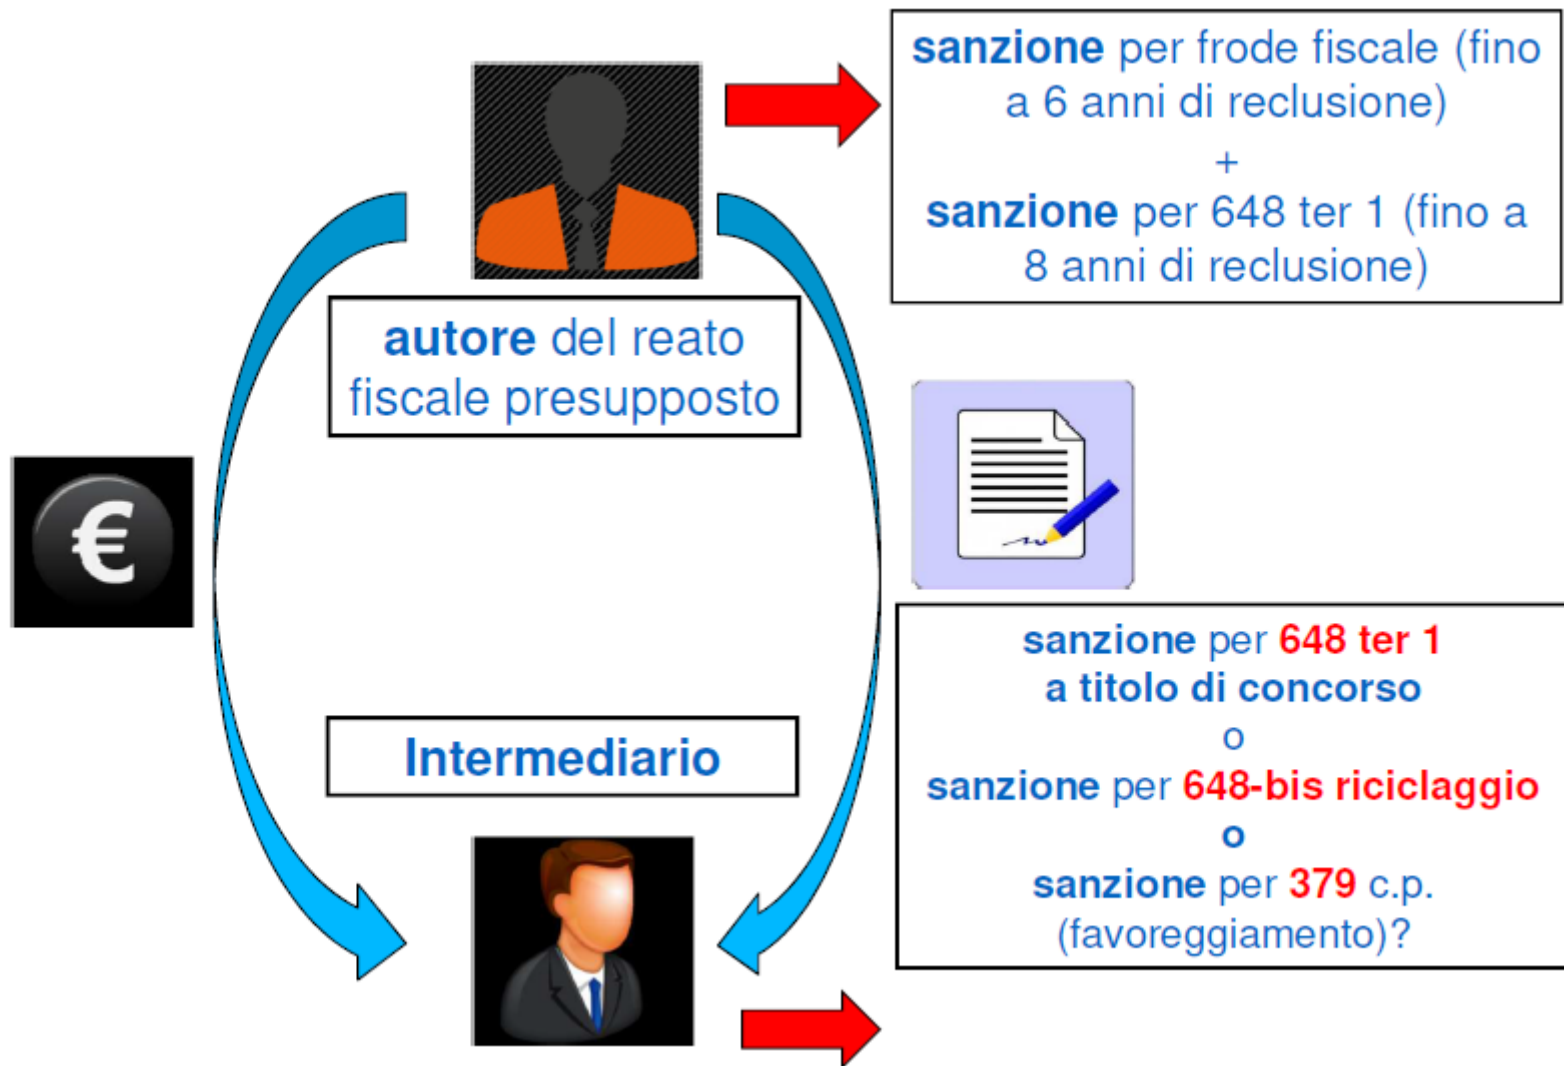 sanzione per frode fiscale (fino
a 6 anni di reclusione)
+
sanzione per 648 ter 1 (fino a
8 anni di reclusione)
autore del reato
fiscale presupposto
€
Intermediario
sanzione per 648 ter 1
a titolo di concorso
o
sanzione per 648-bis riciclaggio
o
sanzione per 379 c.p.
(favoreggiamento)?